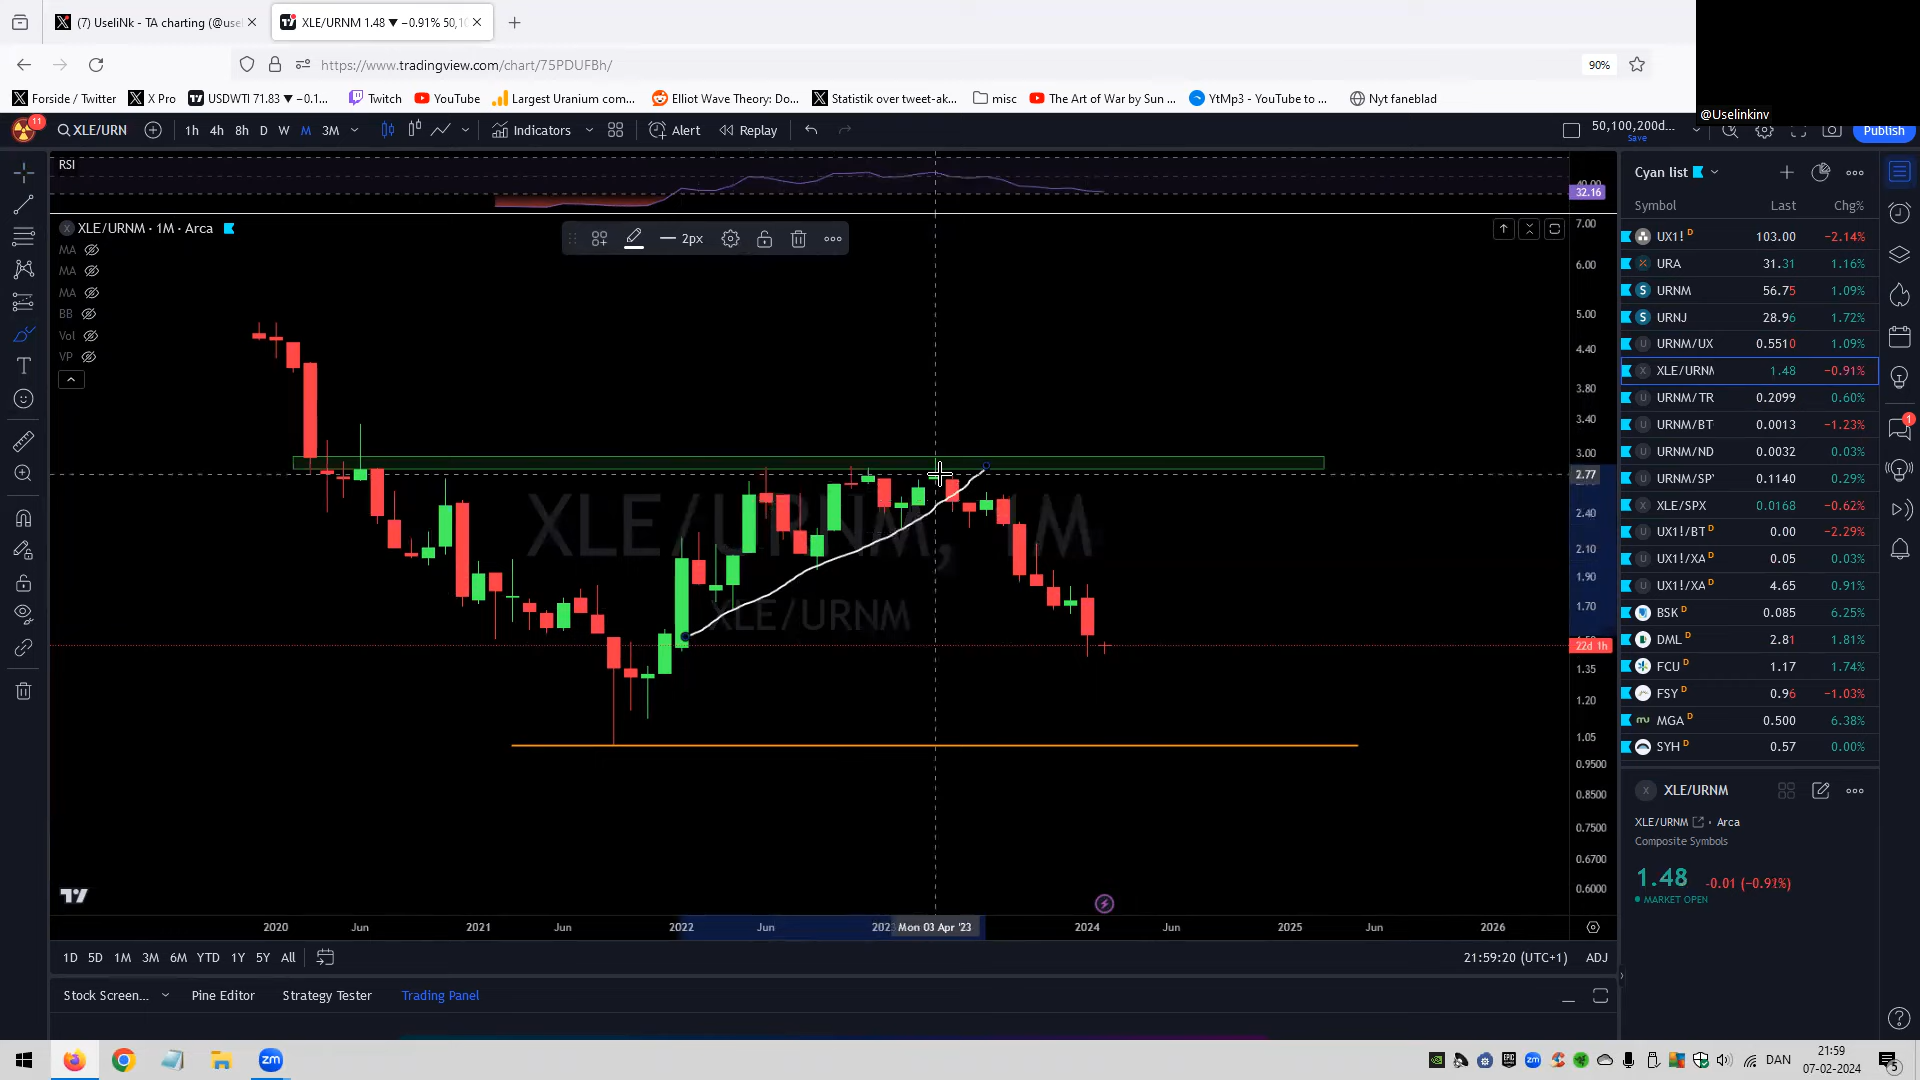 (7) UseliNk - TA charting (@use
XLE/URNM 1.48 ▼ −0.91% 50,10
https://www.tradingview.com/chart/75PDUFBh/
90%
Forside / Twitter
X Pro
USDWTI 71.83 ▼ −0.1...
Twitch
YouTube
Largest Uranium com...
Elliot Wave Theory: Do...
Statistik over tweet-ak...
misc
The Art of War by Sun ...
YtMp3 - YouTube to ...
Nyt faneblad
@Uselinkinv
11
XLE/URN
1h 4h 8h D W M 3M
Indicators
Alert
Replay
50,100,200d...
Save
Publish
RSI
40.00
32.16
XLE/URNM · 1M · Arca
2px
MA
MA
MA
BB
Vol
VP
XLE/URNM, 1M
XLE/URNM
7.00
6.00
5.00
4.40
3.80
3.40
3.00
2.77
2.40
2.10
1.90
1.70
22d 1h
1.35
1.20
1.05
0.9500
0.8500
0.7500
0.6700
0.6000
2020 Jun 2021 Jun 2022 Jun 2023 Mon 03 Apr '23 2024 Jun 2025 Jun 2026
1D 5D 1M 3M 6M YTD 1Y 5Y All
21:59:20 (UTC+1) ADJ
Stock Screen... Pine Editor Strategy Tester Trading Panel
Cyan list
Symbol Last Chg%
UX1! D 103.00 −2.14%
URA 31.31 1.16%
URNM 56.75 1.09%
URNJ 28.96 1.72%
URNM/UX 0.5510 1.09%
XLE/URNM 1.48 −0.91%
URNM/TR 0.2099 0.60%
URNM/BT 0.0013 −1.23%
URNM/ND 0.0032 0.03%
URNM/SP 0.1140 0.29%
XLE/SPX 0.0168 −0.62%
UX1!/BT D 0.00 −2.29%
UX1!/XA D 0.05 0.03%
UX1!/XA D 4.65 0.91%
BSK D 0.085 6.25%
DML D 2.81 1.81%
FCU D 1.17 1.74%
FSY D 0.96 −1.03%
MGA D 0.500 6.38%
SYH D 0.57 0.00%
1
XLE/URNM
XLE/URNM · Arca
Composite Symbols
1.48 -0.01 (−0.91%)
MARKET OPEN
zm
DAN
21:59
07-02-2024
5